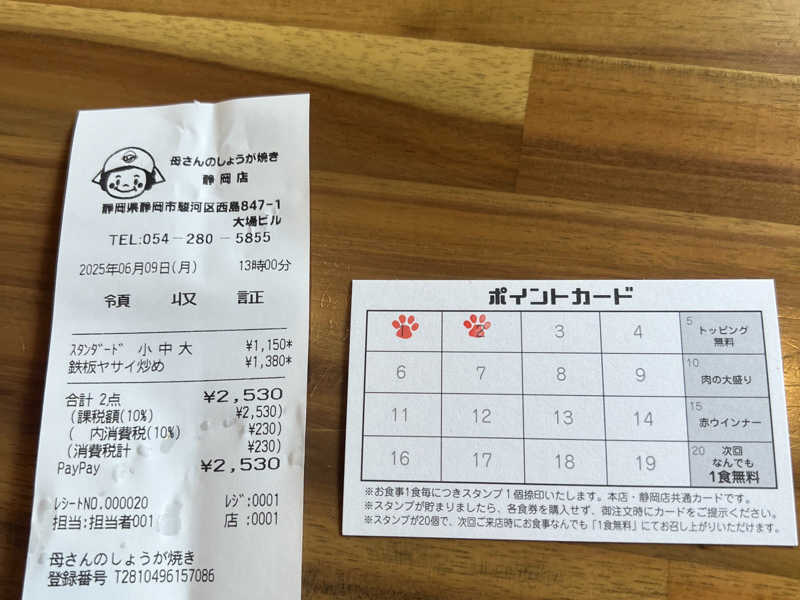 母さんのしょうが焼き
静岡店
静岡県静岡市駿河区西島847-1
大場ビル
TEL:054-280-5855
2025年06月09日(月) 13時00分
領収証
ｽﾀﾝﾀﾞｰﾄﾞ 小中大 ¥1,150*
鉄板ヤサイ炒め ¥1,380*
合計 2点 ¥2,530
(課税額(10%) ¥2,530)
( 内消費税(10%) ¥230)
(消費税計 ¥230)
PayPay ¥2,530
ﾚｼｰﾄNO.000020 ﾚｼﾞ:0001
担当:担当者001 店:0001
母さんのしょうが焼き
登録番号 T2810496157086
ポイントカード
1 2 3 4 5 トッピング無料
6 7 8 9 10 肉の大盛り
11 12 13 14 15 赤ウインナー
16 17 18 19 20 次回なんでも1食無料
※お食事1食毎につきスタンプ1個捺印いたします。本店・静岡店共通カードです。
※スタンプが貯まりましたら、各食券を購入せず、御注文時にカードをご提示ください。
※スタンプが20個で、次回ご来店時にお食事なんでも「1食無料」にてお召し上がりいただけます。